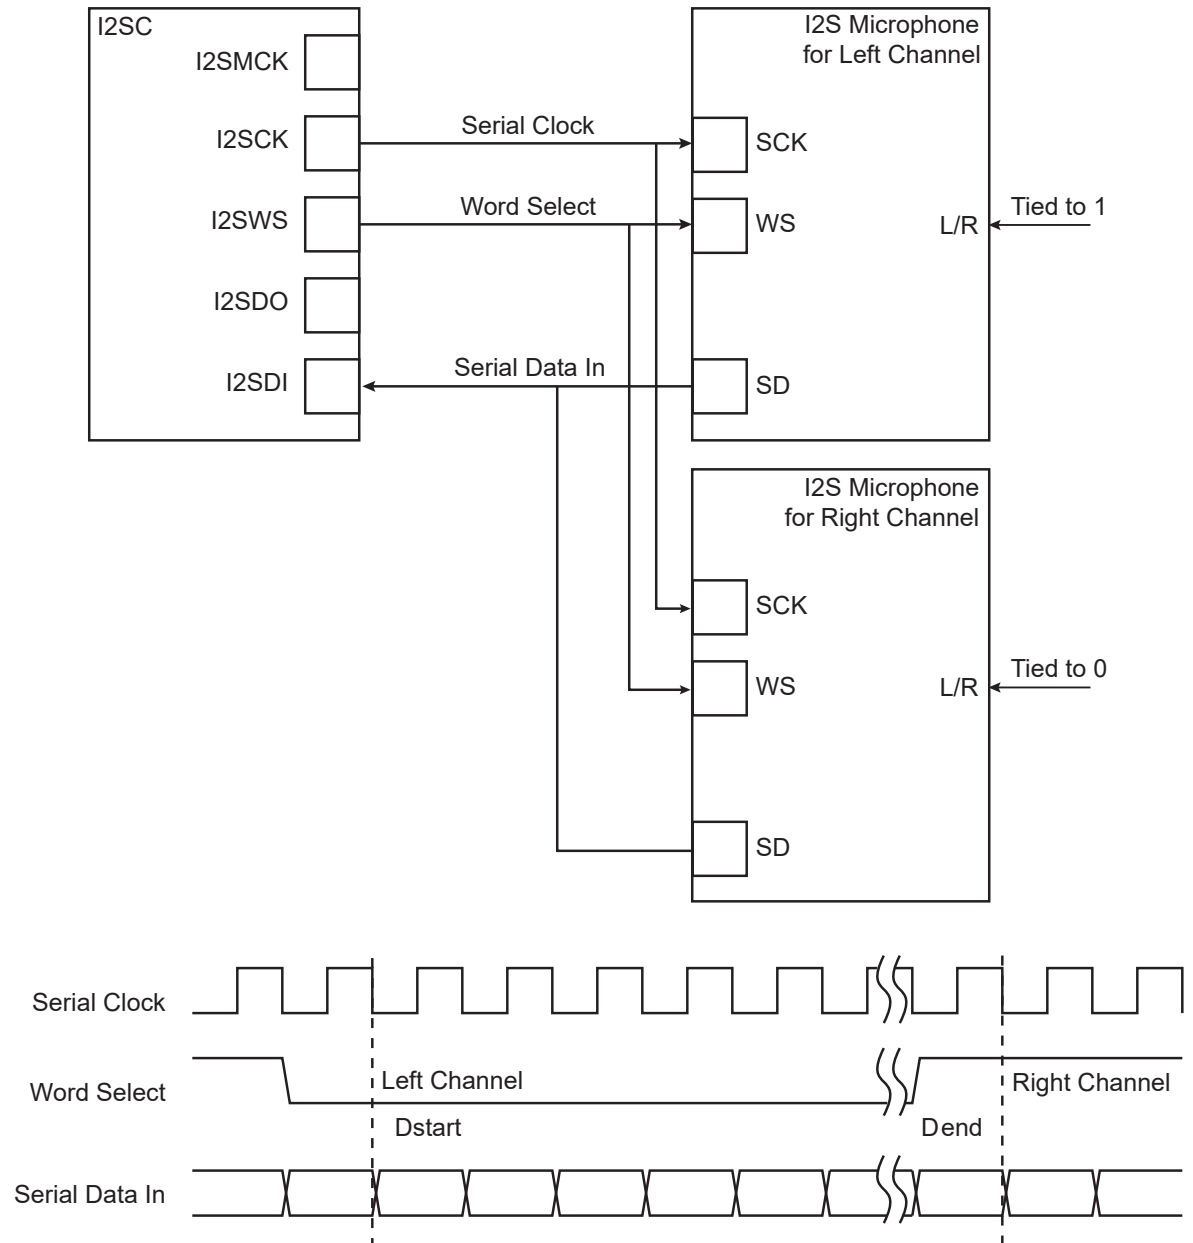 I2SC
I2SMCK
I2SCK
I2SWS
I2SDO
I2SDI
Serial Clock
Word Select
Serial Data In
I2S Microphone
for Left Channel
SCK
WS
L/R
Tied to 1
SD
I2S Microphone
for Right Channel
SCK
WS
L/R
Tied to 0
SD
Serial Clock
Word Select
Left Channel
Right Channel
Dstart
Dend
Serial Data In